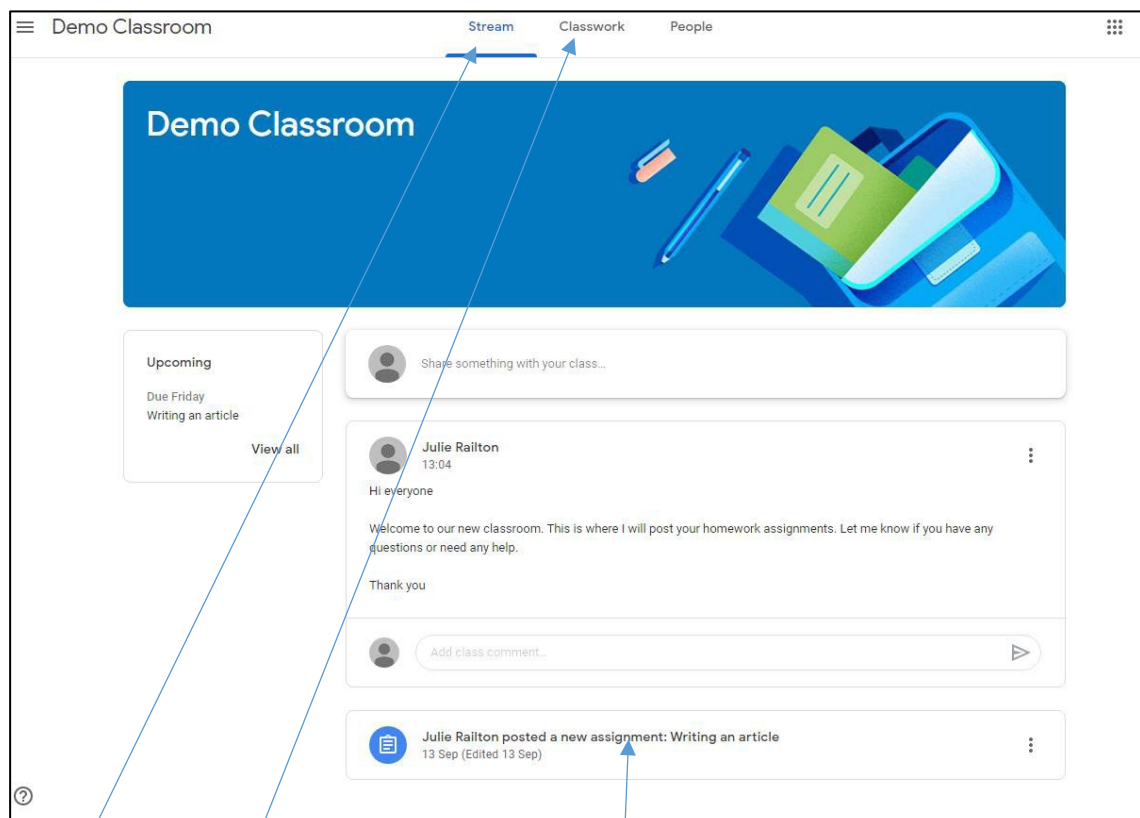 Demo Classroom
Stream Classwork People
Demo Classroom
Upcoming
Due Friday
Writing an article
View all
Share something with your class...
Julie Railton
13:04
Hi everyone
Welcome to our new classroom. This is where I will post your homework assignments. Let me know if you have any
questions or need any help.
Thank you
Add class comment...
Julie Railton posted a new assignment: Writing an article
13 Sep (Edited 13 Sep)